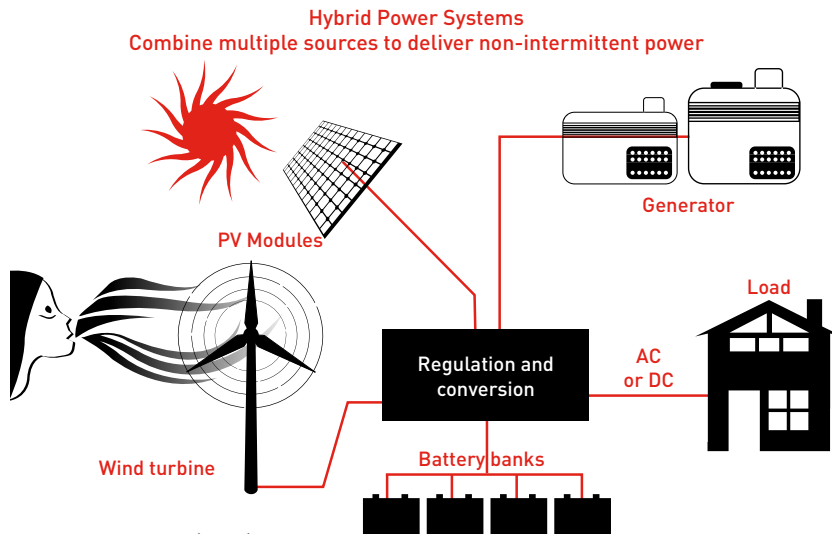 Hybrid Power Systems
Combine multiple sources to deliver non-intermittent power
Generator
PV Modules
Load
Regulation and
conversion
AC
or DC
Wind turbine
Battery banks